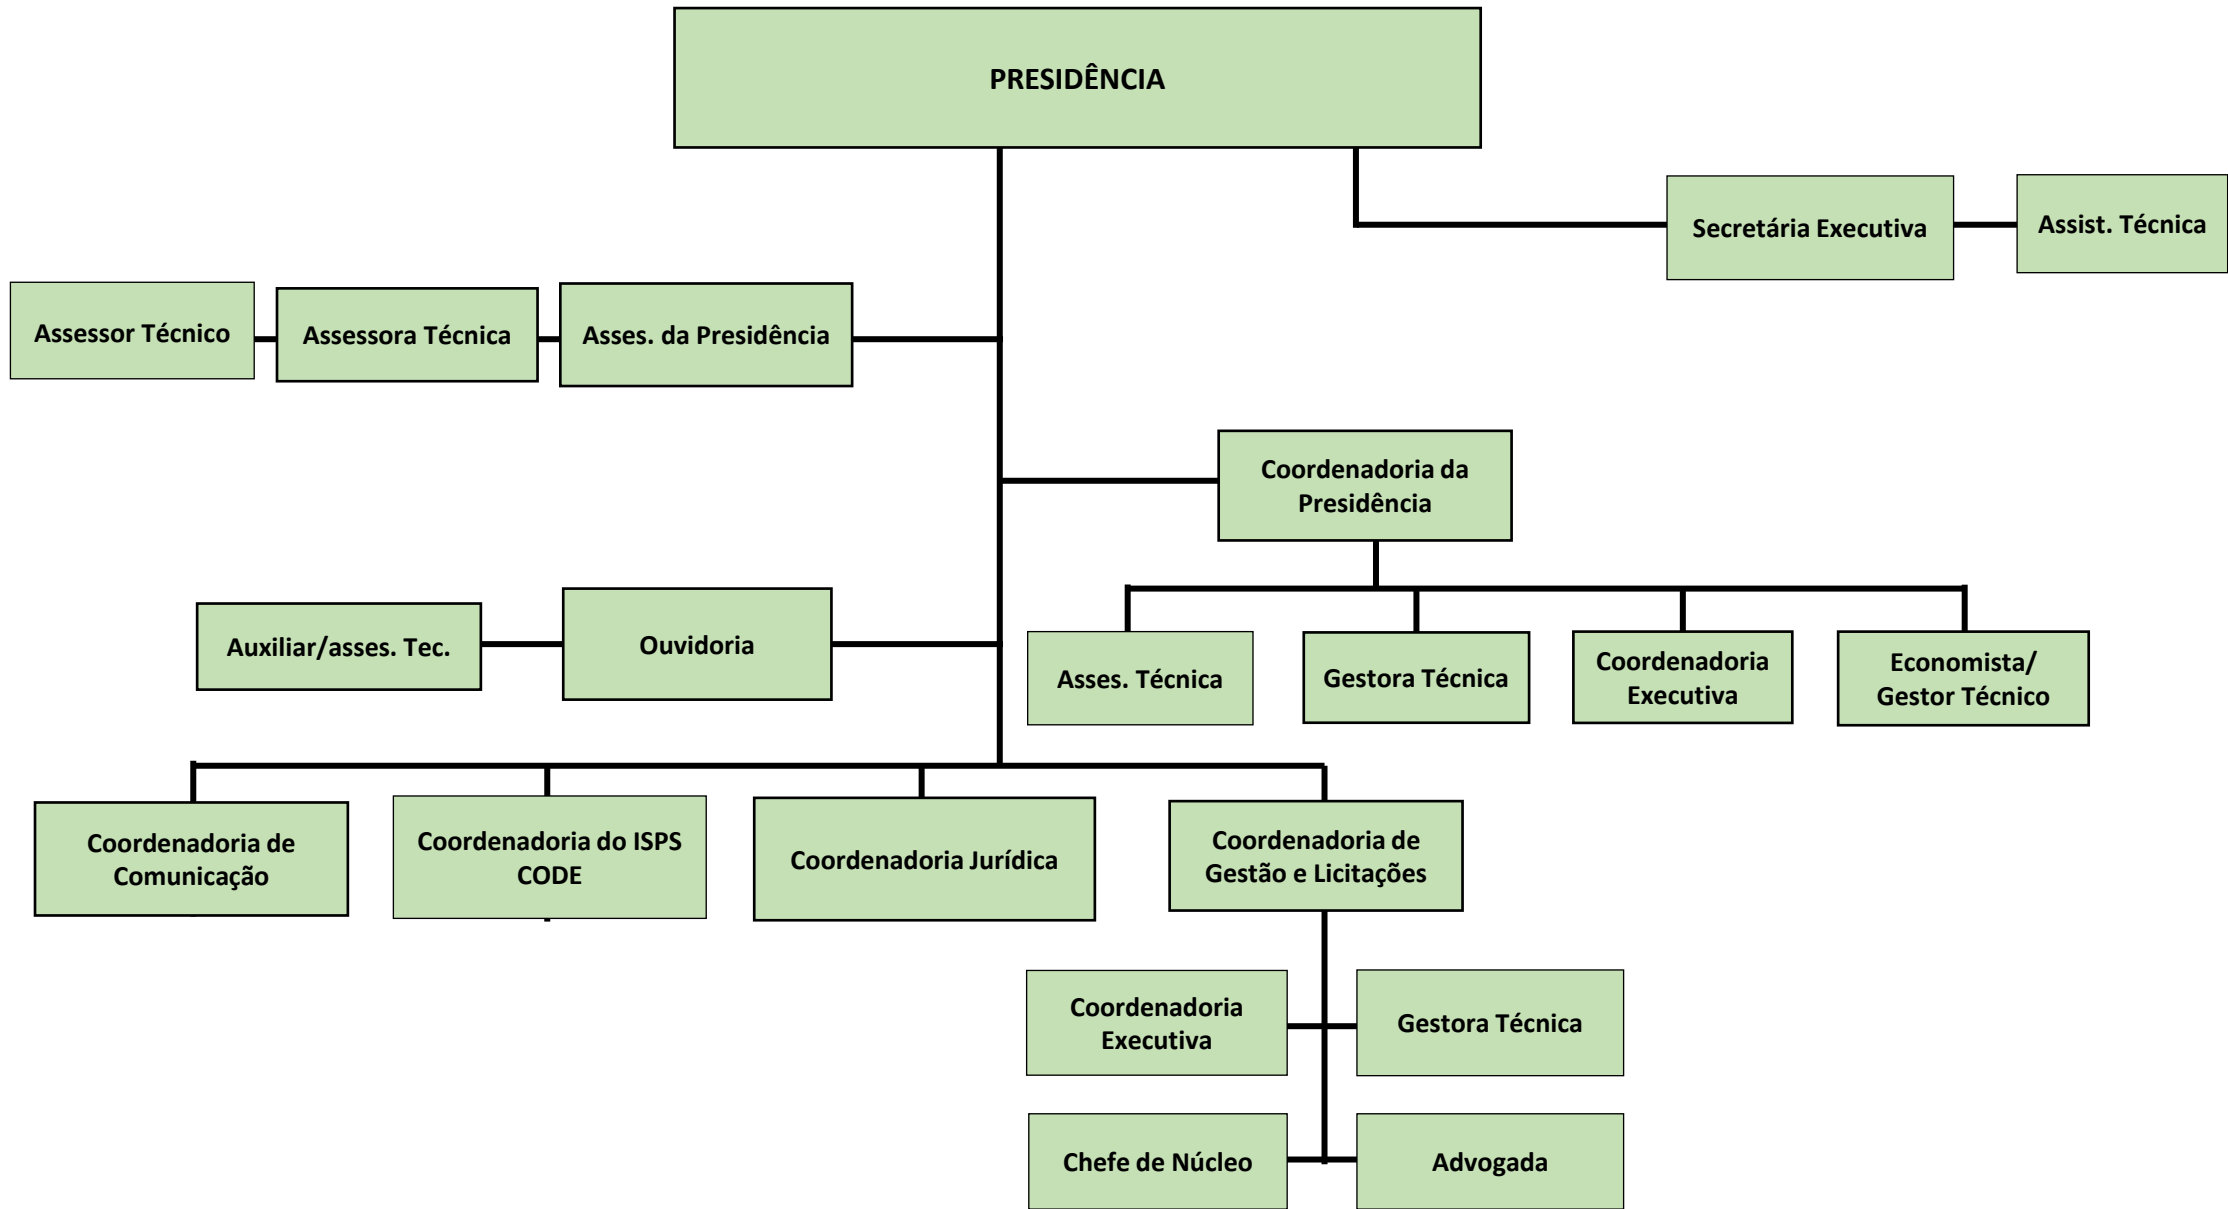 PRESIDÊNCIA
Secretária Executiva
Assist. Técnica
Assessor Técnico
Assessora Técnica
Asses. da Presidência
Coordenadoria da
Presidência
Auxiliar/asses. Tec.
Ouvidoria
Asses. Técnica
Gestora Técnica
Coordenadoria
Executiva
Economista/
Gestor Técnico
Coordenadoria de
Comunicação
Coordenadoria do ISPS
CODE
Coordenadoria Jurídica
Coordenadoria de
Gestão e Licitações
Coordenadoria
Executiva
Gestora Técnica
Chefe de Núcleo
Advogada